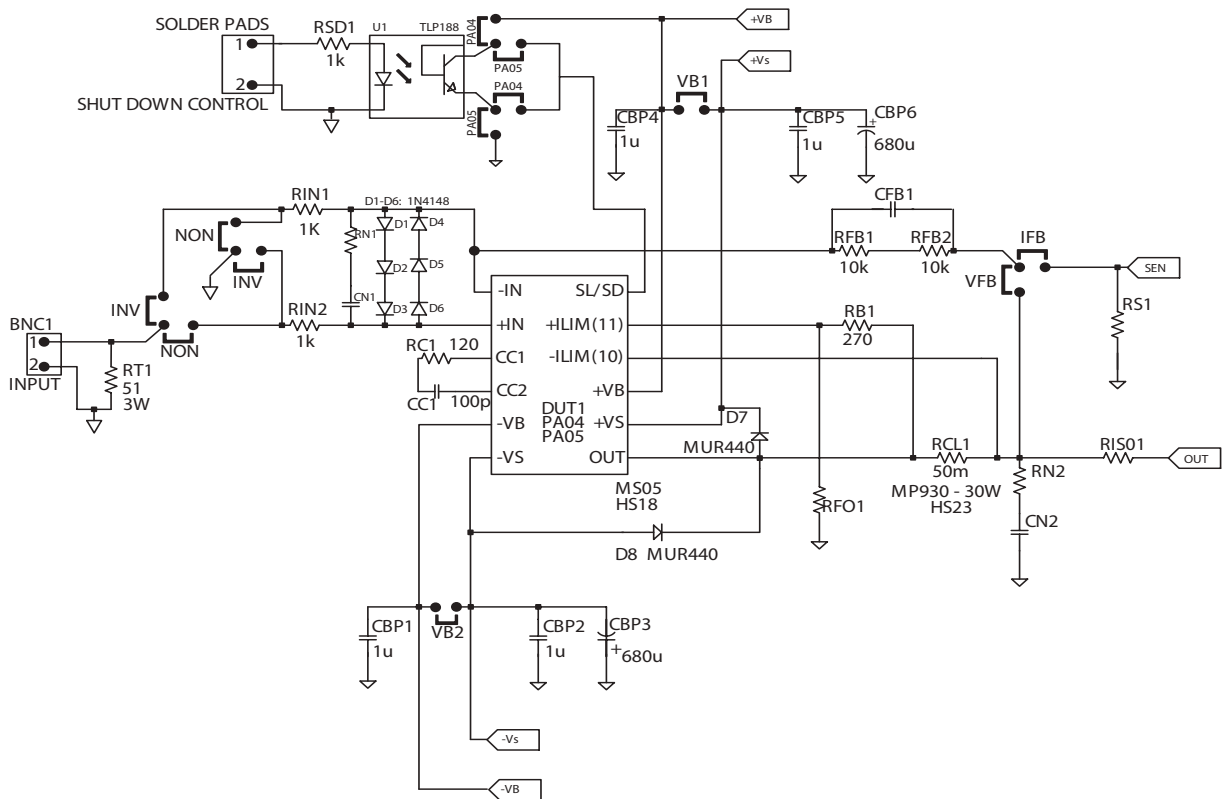 SOLDER PADS
1
2
SHUT DOWN CONTROL
RSD1
1k
U1
TLP188
PA04
PA05
PA04
PA05
+VB
+Vs
VB1
CBP4
1u
CBP5
1u
CBP6
+
680u
RIN1
1K
D1-D6: 1N4148
RN1
D1
D4
D2
D5
CN1
D3
D6
NON
INV
INV
NON
RIN2
1k
BNC1
1
2
INPUT
RT1
51
3W
RC1
120
CC1
100p
-IN
+IN
CC1
CC2
-VB
-VS
SL/SD
+ILIM(11)
-ILIM(10)
+VB
+VS
OUT
DUT1
PA04
PA05
MS05
HS18
CFB1
RFB1
10k
RFB2
10k
IFB
VFB
SEN
RS1
RB1
270
D7
MUR440
RCL1
50m
MP930 - 30W
HS23
RIS01
OUT
RN2
CN2
RFO1
D8 MUR440
CBP1
1u
VB2
CBP2
1u
CBP3
+
680u
-Vs
-VB